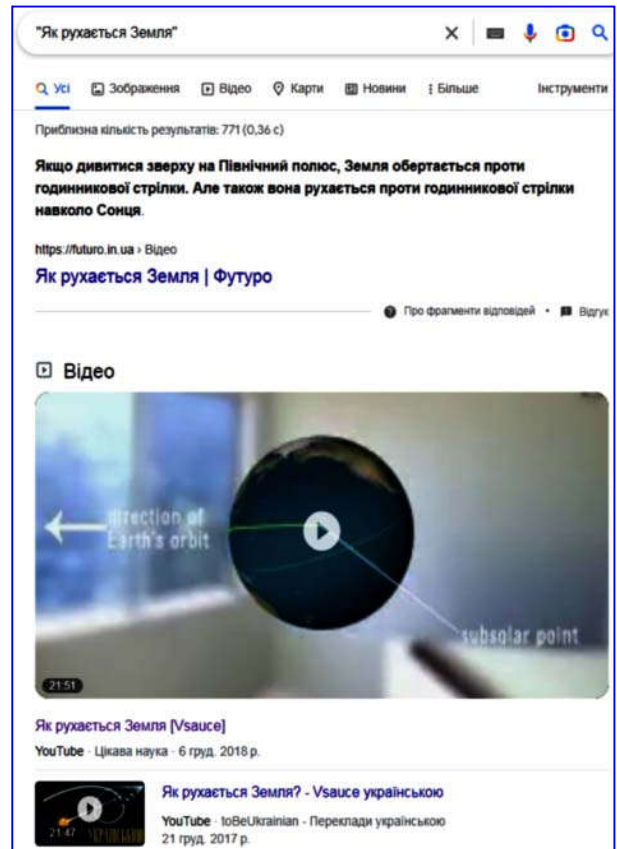 "Як рухається Земля"
Усі Зображення Відео Карти Новини Більше Інструменти
Приблизна кількість результатів: 771 (0,36 с)
Якщо дивитися зверху на Північний полюс, Земля обертається проти
годинникової стрілки. Але також вона рухається проти годинникової стрілки
навколо Сонця.
https://futuro.in.ua › Відео
Як рухається Земля | Футуро
Про фрагменти відповідей • Відгук
Відео
direction of
Earth's orbit
subsolar point
21:51
Як рухається Земля [Vsauce]
YouTube · Цікава наука · 6 груд. 2018 р.
Як рухається Земля? - Vsauce українською
YouTube · toBeUkrainian - Переклади українською
21:47 УКРАЇНСЬКОЮ
21 груд. 2017 р.